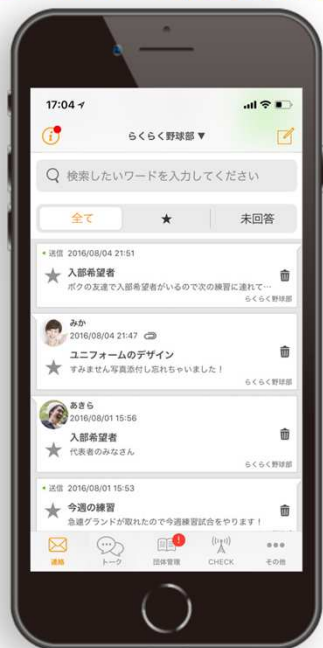 17:04
らくらく野球部 ▼
検索したいワードを入力してください
全て ★ 未回答
送信 2016/08/04 21:51
入部希望者
ボクの友達で入部希望者がいるので次の練習に連れて…
らくらく野球部
みか
2016/08/04 21:47
ユニフォームのデザイン
すみません写真添付し忘れちゃいました！
らくらく野球部
あきら
2016/08/01 15:56
入部希望者
代表者のみなさん
らくらく野球部
送信 2016/08/01 15:53
今週の練習
急遽グランドが取れたので今週練習試合をやります！
連絡 トーク 団体管理 CHECK その他